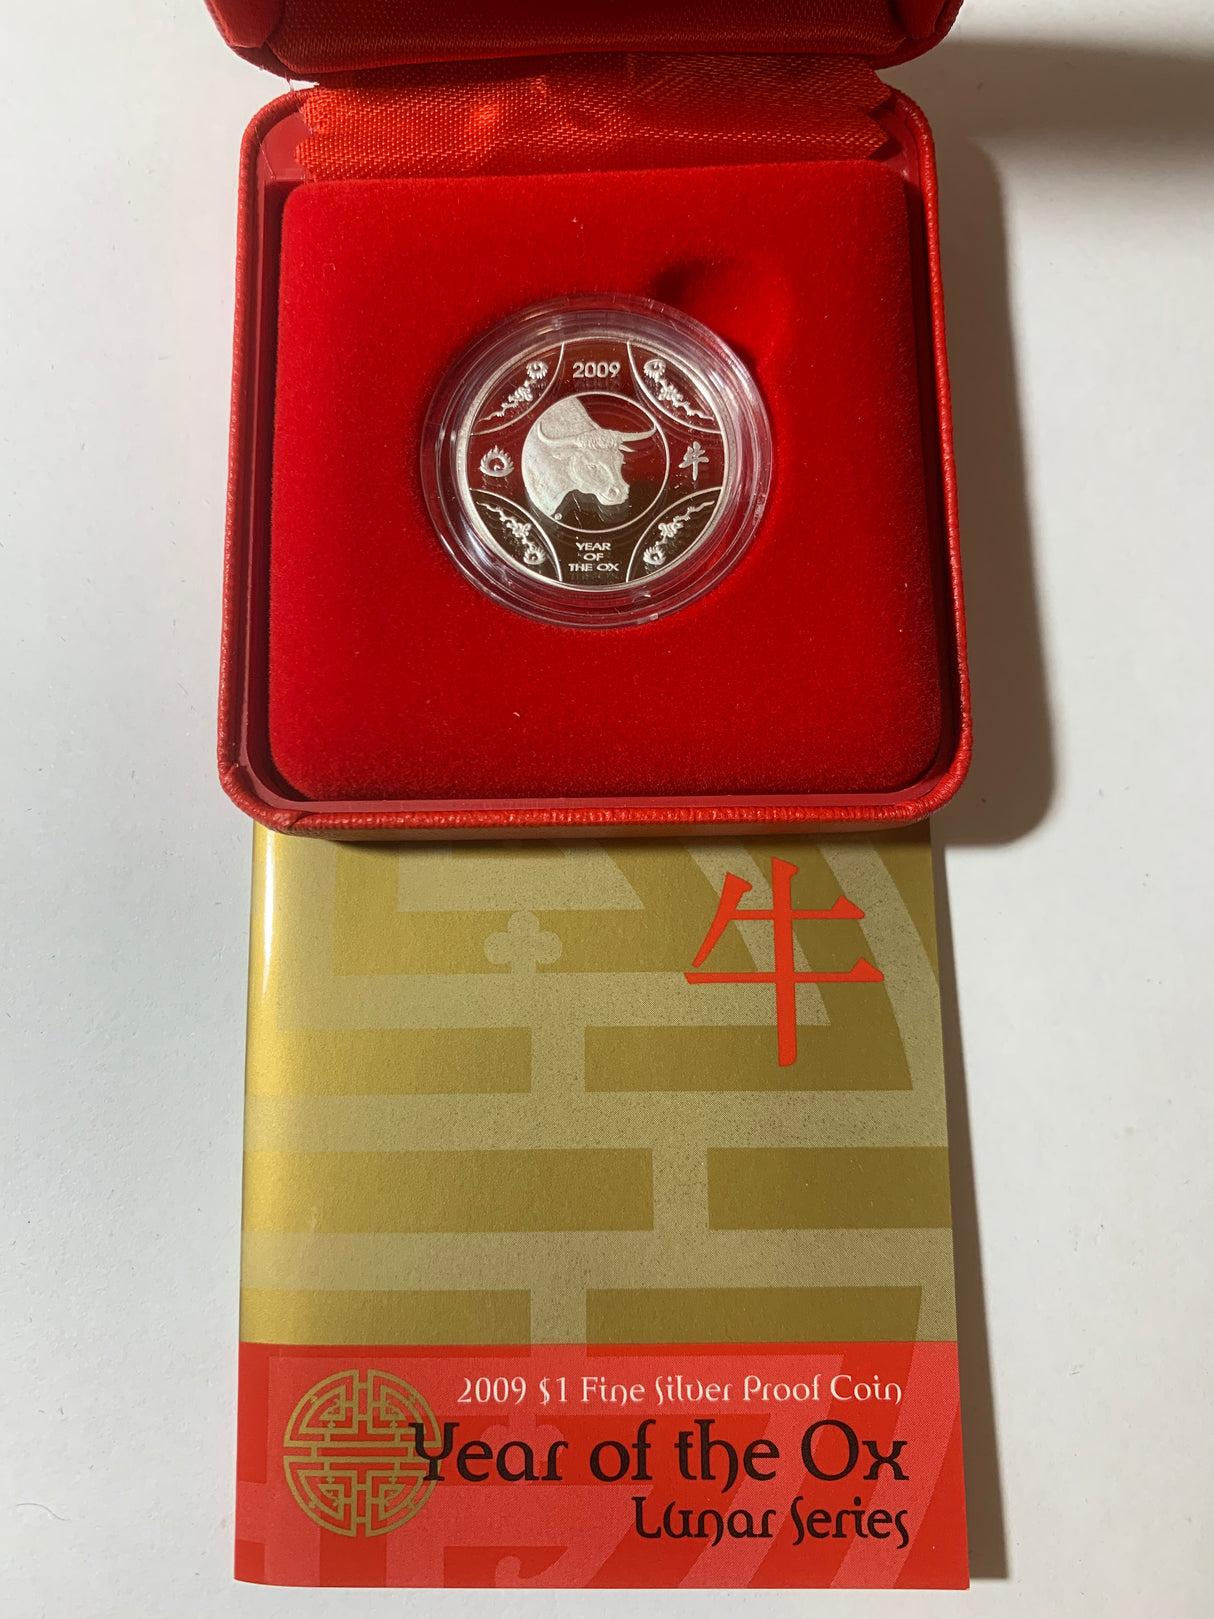 2009
牛
YEAR
OF
THE OX
牛
2009 $1 Fine Silver Proof Coin
Year of the Ox
Lunar Series